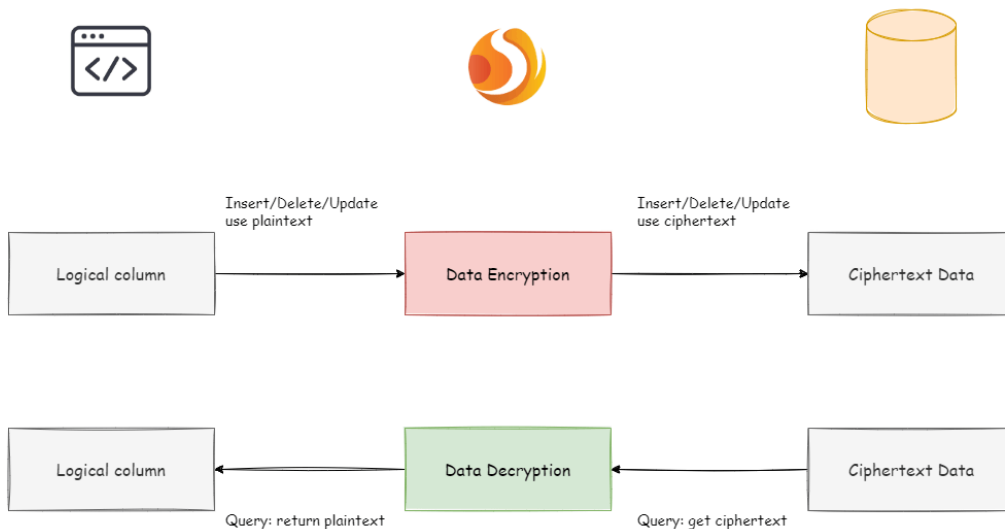 </>
Insert/Delete/Update
use plaintext
Insert/Delete/Update
use ciphertext
Logical column
Data Encryption
Ciphertext Data
Logical column
Data Decryption
Ciphertext Data
Query: return plaintext
Query: get ciphertext